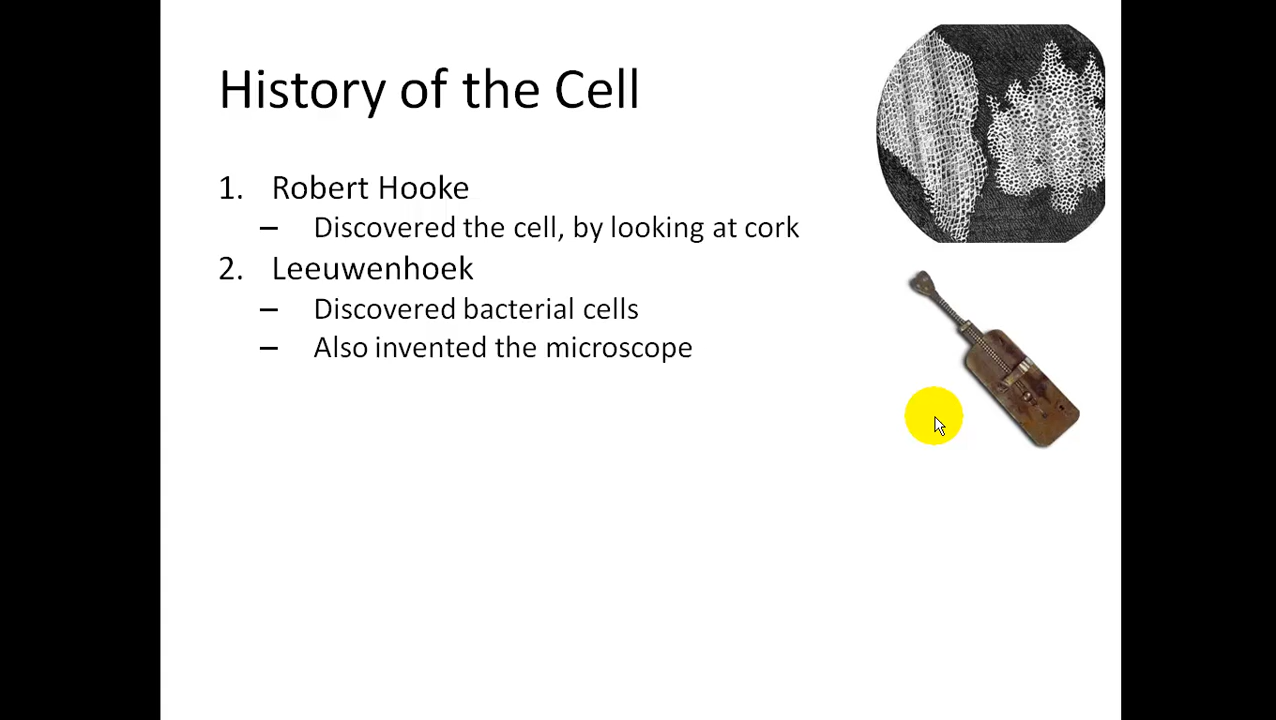 History of the Cell
1. Robert Hooke
– Discovered the cell, by looking at cork
2. Leeuwenhoek
– Discovered bacterial cells
– Also invented the microscope